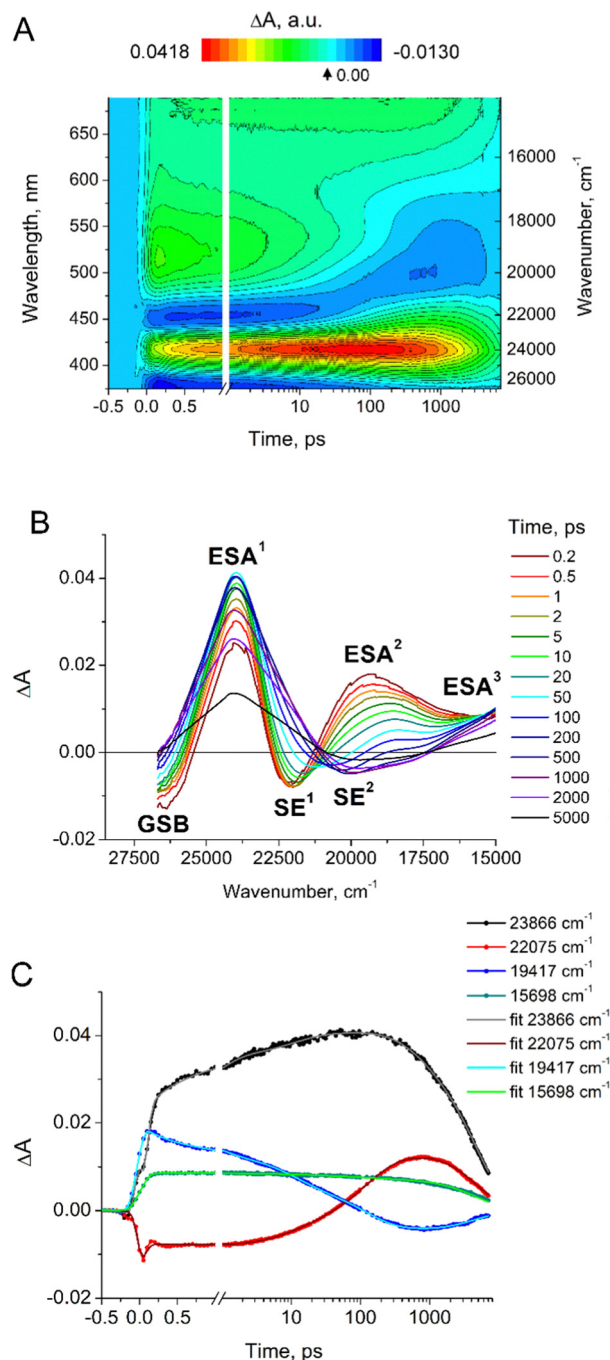 A
ΔA, a.u.
0.0418
-0.0130
0.00
650
600
550
500
450
400
Wavelength, nm
16000
18000
20000
22000
24000
26000
Wavenumber, cm-1
-0.5 0.0 0.5 10 100 1000
Time, ps
B
Time, ps
0.2
0.5
1
2
5
10
20
50
100
200
500
1000
2000
5000
ESA1
ESA2
ESA3
GSB
SE1
SE2
0.04
0.02
0.00
-0.02
ΔA
27500 25000 22500 20000 17500 15000
Wavenumber, cm-1
C
23866 cm-1
22075 cm-1
19417 cm-1
15698 cm-1
fit 23866 cm-1
fit 22075 cm-1
fit 19417 cm-1
fit 15698 cm-1
0.04
0.02
0.00
-0.02
ΔA
-0.5 0.0 0.5 10 100 1000
Time, ps